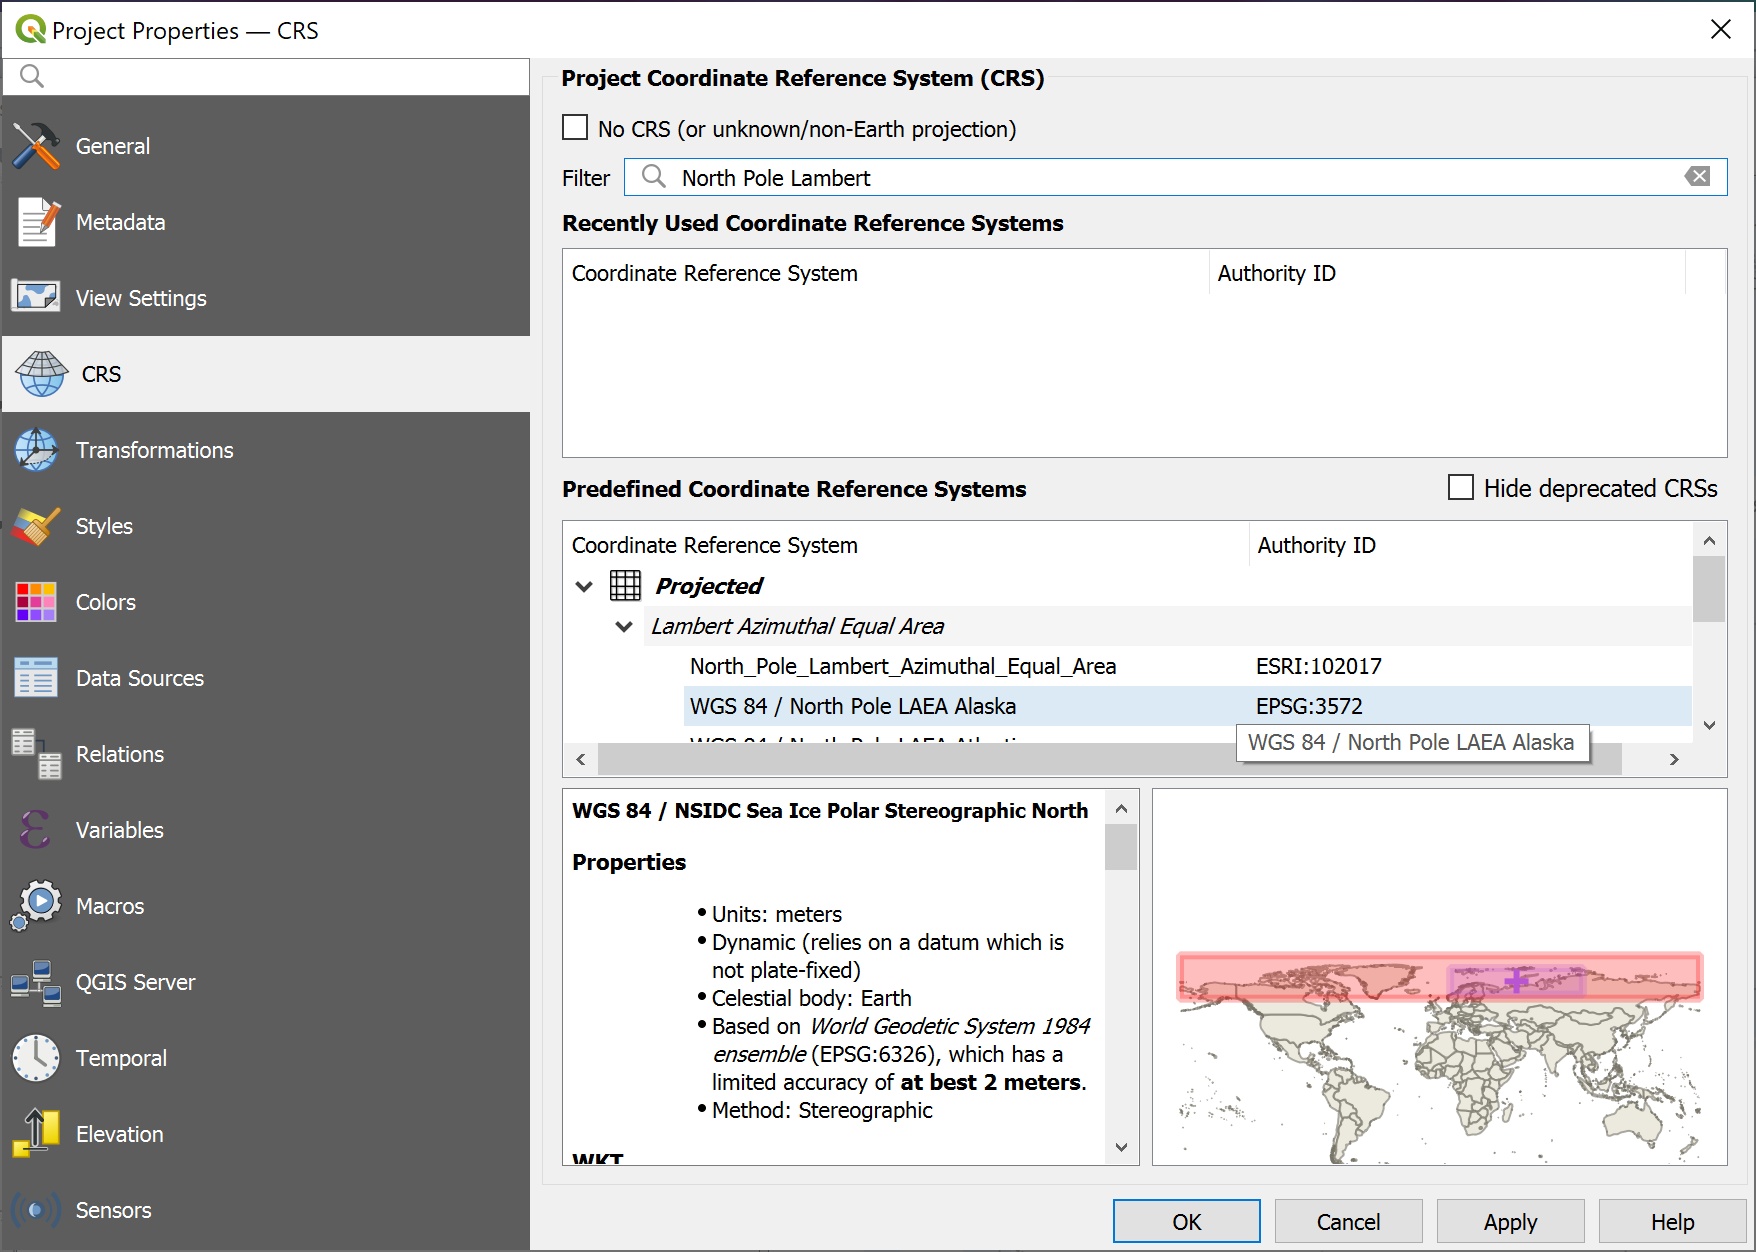 Project Properties — CRS
General
Metadata
View Settings
CRS
Transformations
Styles
Colors
Data Sources
Relations
Variables
Macros
QGIS Server
Temporal
Elevation
Sensors
Project Coordinate Reference System (CRS)
No CRS (or unknown/non-Earth projection)
Filter North Pole Lambert
Recently Used Coordinate Reference Systems
Coordinate Reference System Authority ID
Predefined Coordinate Reference Systems Hide deprecated CRSs
Coordinate Reference System Authority ID
Projected
Lambert Azimuthal Equal Area
North_Pole_Lambert_Azimuthal_Equal_Area ESRI:102017
WGS 84 / North Pole LAEA Alaska EPSG:3572
WGS 84 / North Pole LAEA Alaska
WGS 84 / NSIDC Sea Ice Polar Stereographic North
Properties
• Units: meters
• Dynamic (relies on a datum which is
not plate-fixed)
• Celestial body: Earth
• Based on World Geodetic System 1984
ensemble (EPSG:6326), which has a
limited accuracy of at best 2 meters.
• Method: Stereographic
WKT
OK Cancel Apply Help